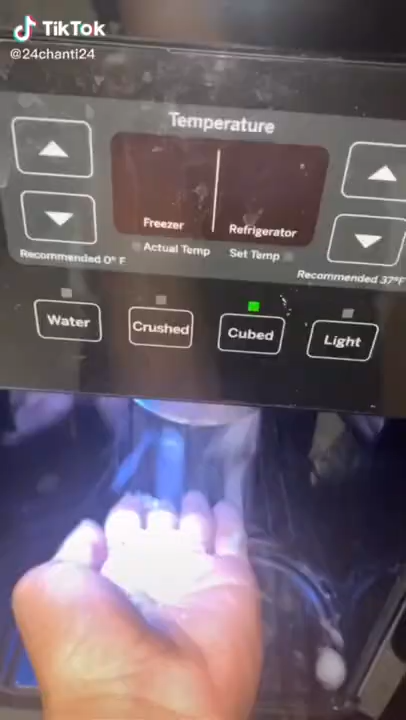 TikTok
@24chanti24
Temperature
Freezer
Refrigerator
Actual Temp
Set Temp
Recommended 0° F
Recommended 37°F
Water
Crushed
Cubed
Light